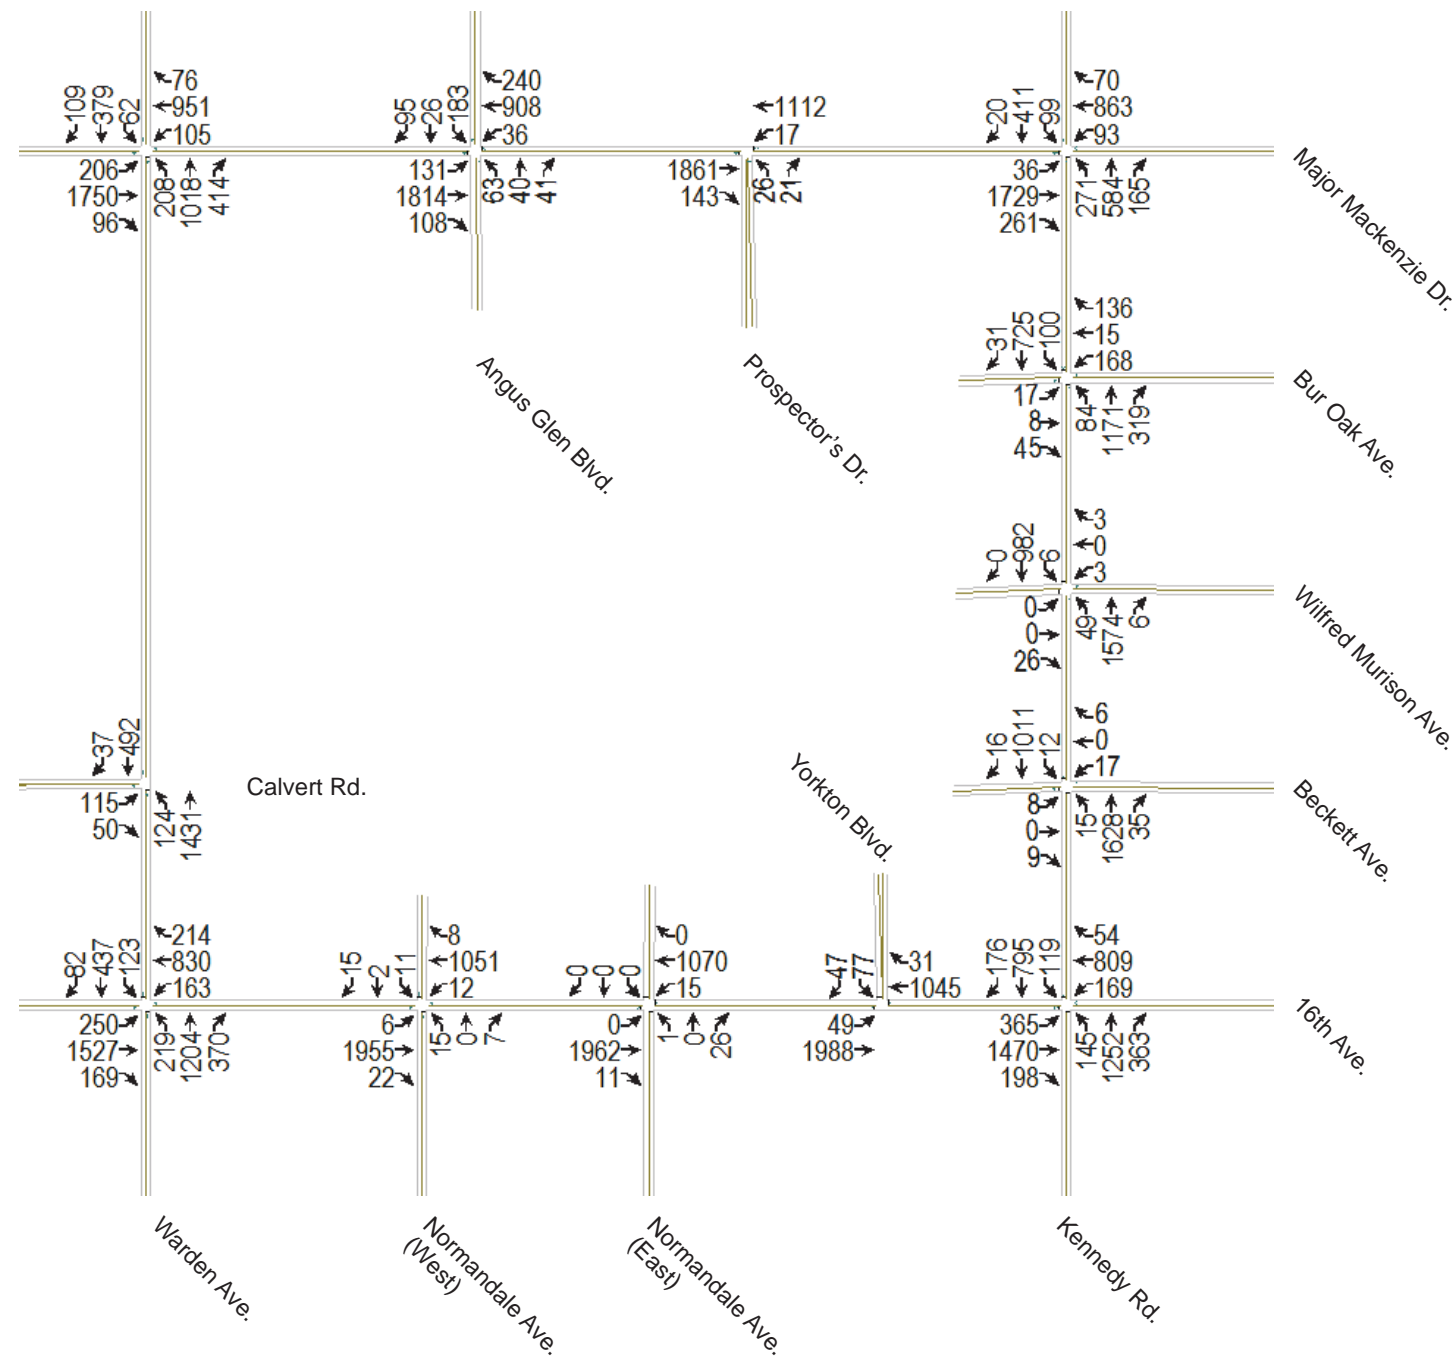 109 379 62
76
951
105
206
1750
96
208 1018 414
95 26 183
240
908
36
131
1814
108
63 40 41
1112
17
1861
143
26 21
20 411 99
70
863
93
36
1729
261
271 584 165
Major Mackenzie Dr.
Angus Glen Blvd.
Prospector's Dr.
31 725 100
136
15
168
17
8
45
84 1171 319
Bur Oak Ave.
0 982 6
3
0
3
0
0
26
49 1574 6
Wilfred Murison Ave.
37 492
115
50
124 1431
Calvert Rd.
Yorkton Blvd.
16 1011 12
6
0
17
8
0
9
15 1628 35
Beckett Ave.
82 437 123
214
830
163
250
1527
169
219 1204 370
15 2 11
8
1051
12
6
1955
22
15 0 7
0 0 0
0
1070
15
0
1962
11
1 0 26
47 77
31
1045
49
1988
176 795 119
54
809
169
365
1470
198
145 1252 363
16th Ave.
Warden Ave.
Normandale Ave.
(West)
Normandale Ave.
(East)
Kennedy Rd.